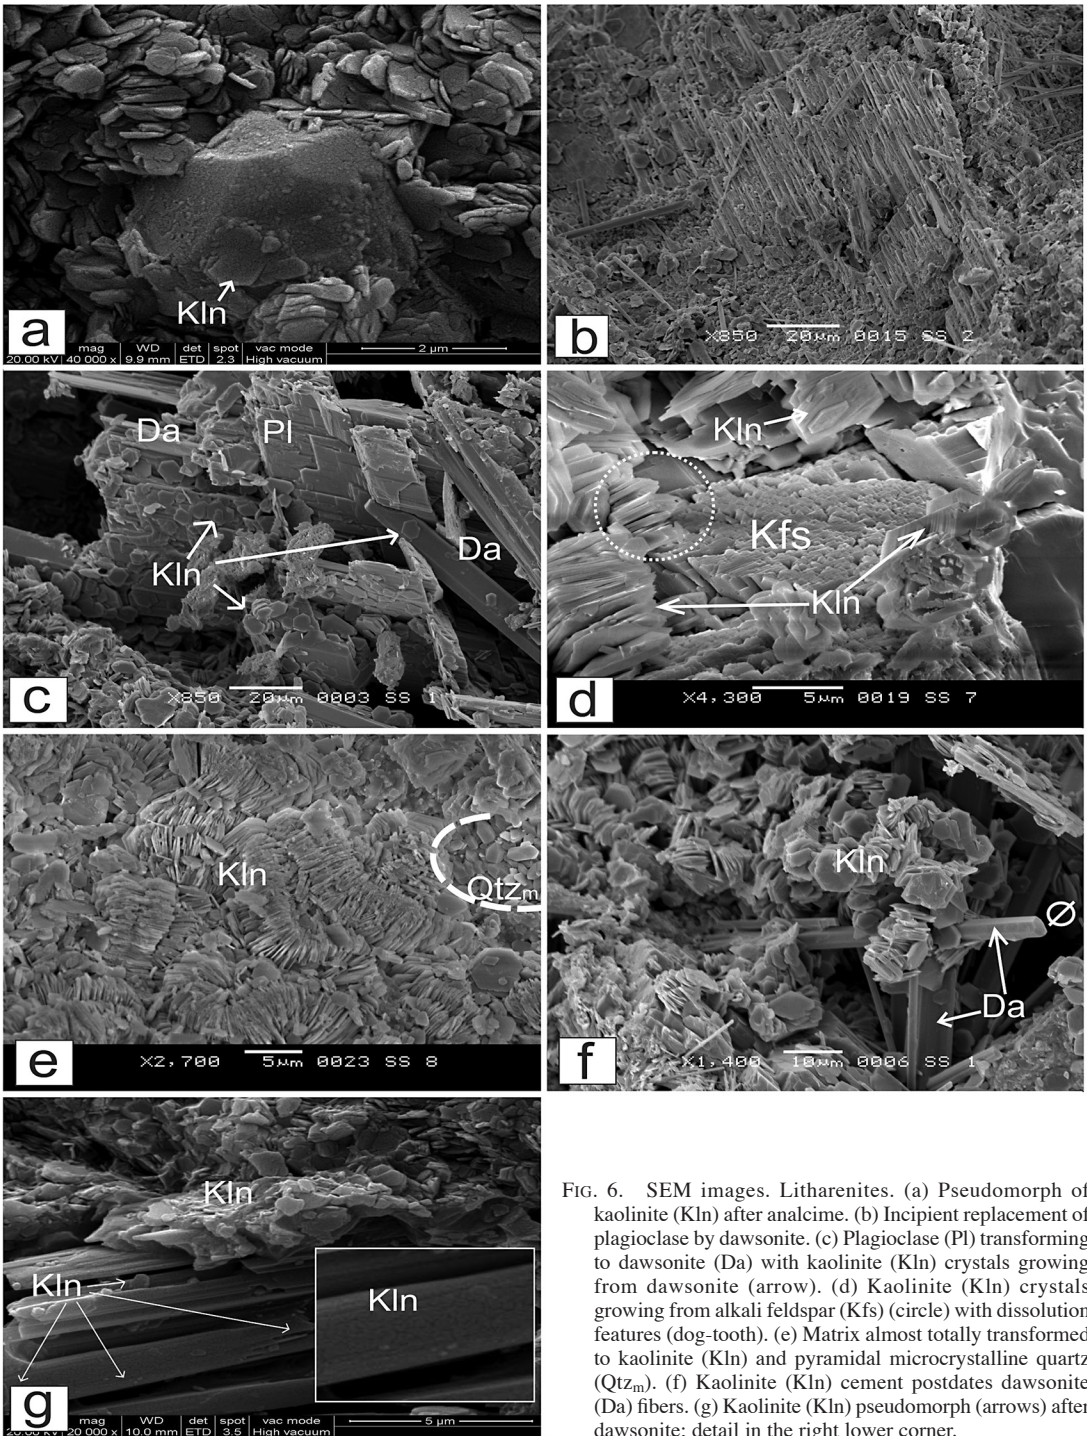 Kln
a
20.00 kV mag 40 000 x WD 9.9 mm det ETD spot 2.3 vac mode High vacuum 2 µm
b
X850 20µm 0015 SS 2
Da Pl
Da
Kln
c
X850 20µm 0003 SS 1
Kln
Kfs
Kln
d
X4,300 5µm 0019 SS 7
Kln
Qtzm
e
X2,700 5µm 0023 SS 8
Kln
Ø
Da
f
X1,400 10µm 0006 SS 1
Kln
Kln
Kln
g
20.00 kV mag 20 000 x WD 10.0 mm det ETD spot 3.5 vac mode High vacuum 5 µm
FIG. 6. SEM images. Litharenites. (a) Pseudomorph of
kaolinite (Kln) after analcime. (b) Incipient replacement of
plagioclase by dawsonite. (c) Plagioclase (Pl) transforming
to dawsonite (Da) with kaolinite (Kln) crystals growing
from dawsonite (arrow). (d) Kaolinite (Kln) crystals
growing from alkali feldspar (Kfs) (circle) with dissolution
features (dog-tooth). (e) Matrix almost totally transformed
to kaolinite (Kln) and pyramidal microcrystalline quartz
(Qtzm). (f) Kaolinite (Kln) cement postdates dawsonite
(Da) fibers. (g) Kaolinite (Kln) pseudomorph (arrows) after
dawsonite; detail in the right lower corner.